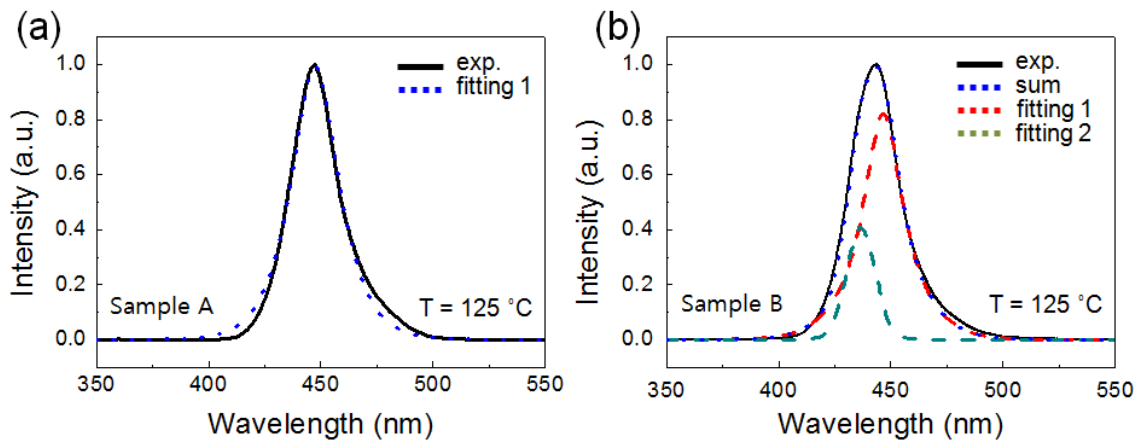 (a)
Intensity (a.u.)
1.0
0.8
0.6
0.4
0.2
0.0
exp.
fitting 1
Sample A
T = 125 °C
350 400 450 500 550
Wavelength (nm)
(b)
Intensity (a.u.)
1.0
0.8
0.6
0.4
0.2
0.0
exp.
sum
fitting 1
fitting 2
Sample B
T = 125 °C
350 400 450 500 550
Wavelength (nm)